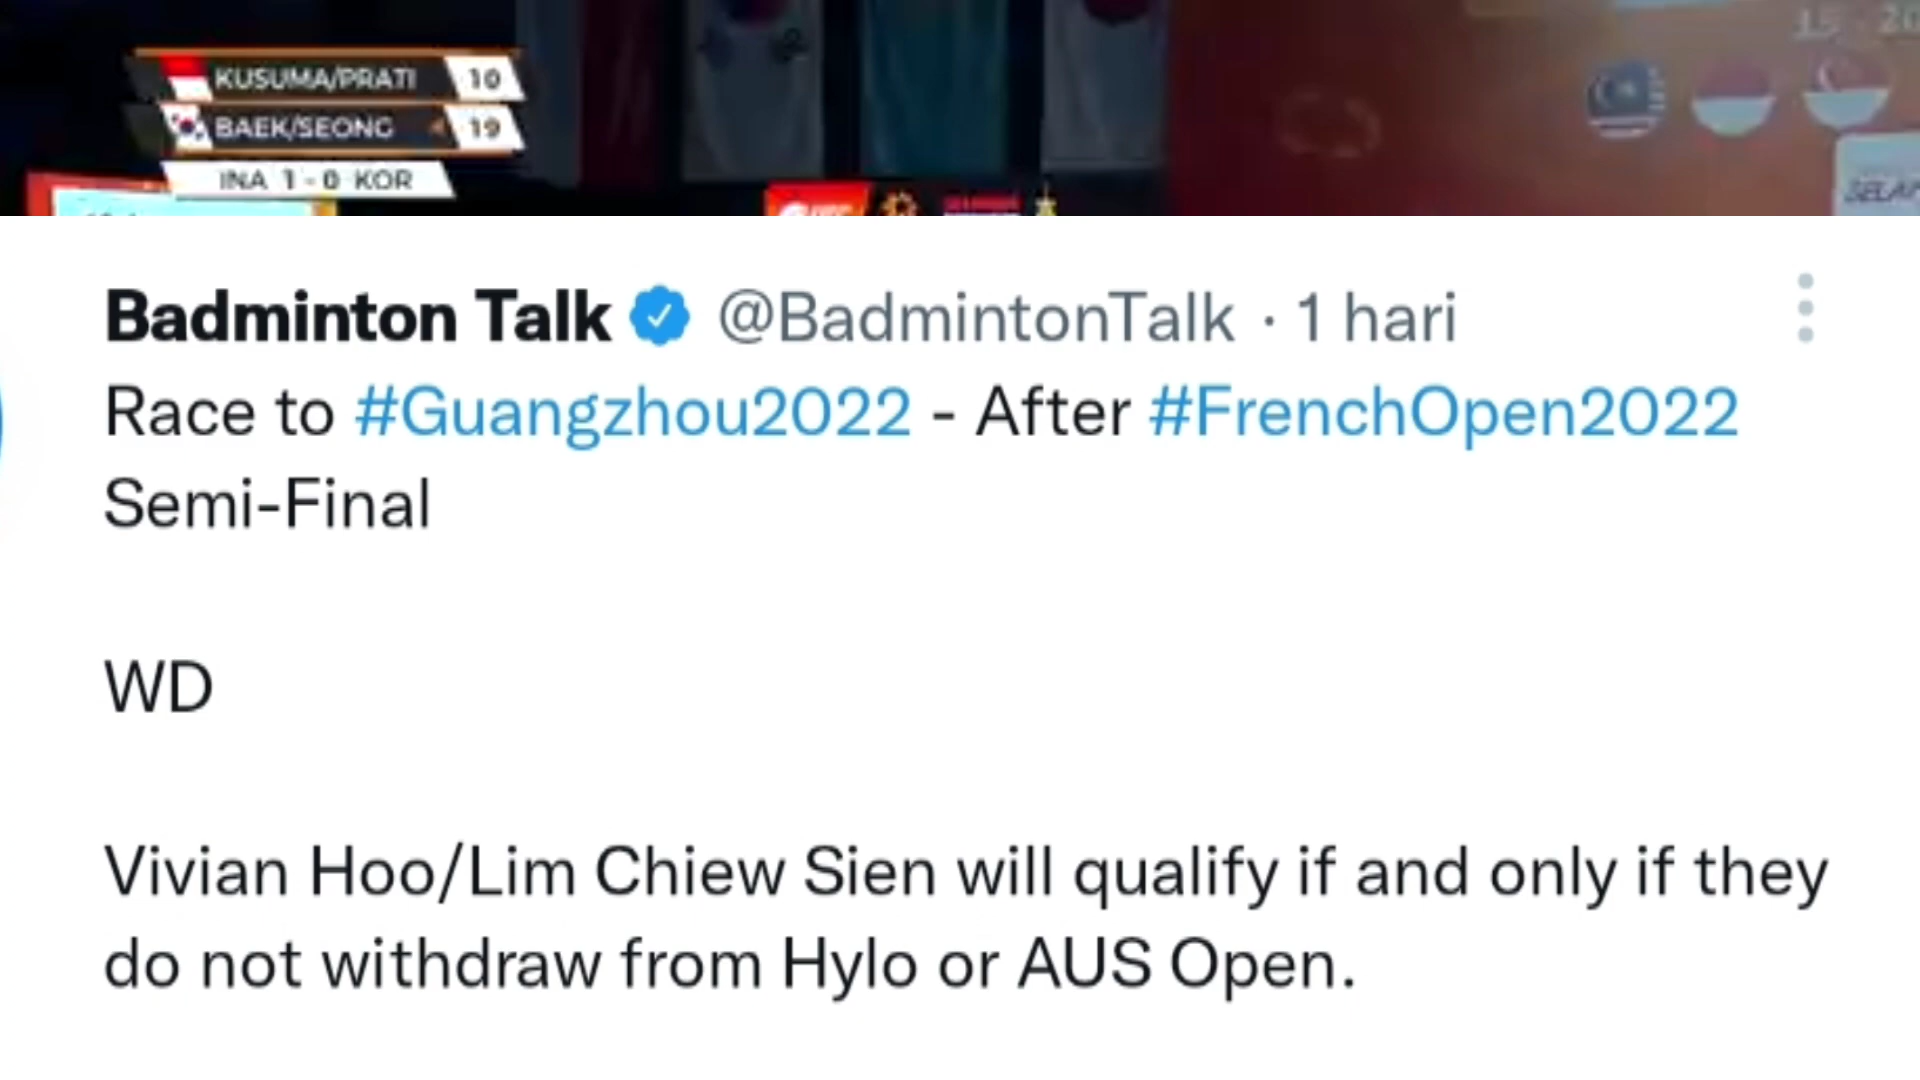 15 - 20
KUSUMA/PRATI 10
BAEK/SEONG 19
INA 1 - 0 KOR
Badminton Talk @BadmintonTalk · 1 hari
Race to #Guangzhou2022 - After #FrenchOpen2022
Semi-Final
WD
Vivian Hoo/Lim Chiew Sien will qualify if and only if they
do not withdraw from Hylo or AUS Open.